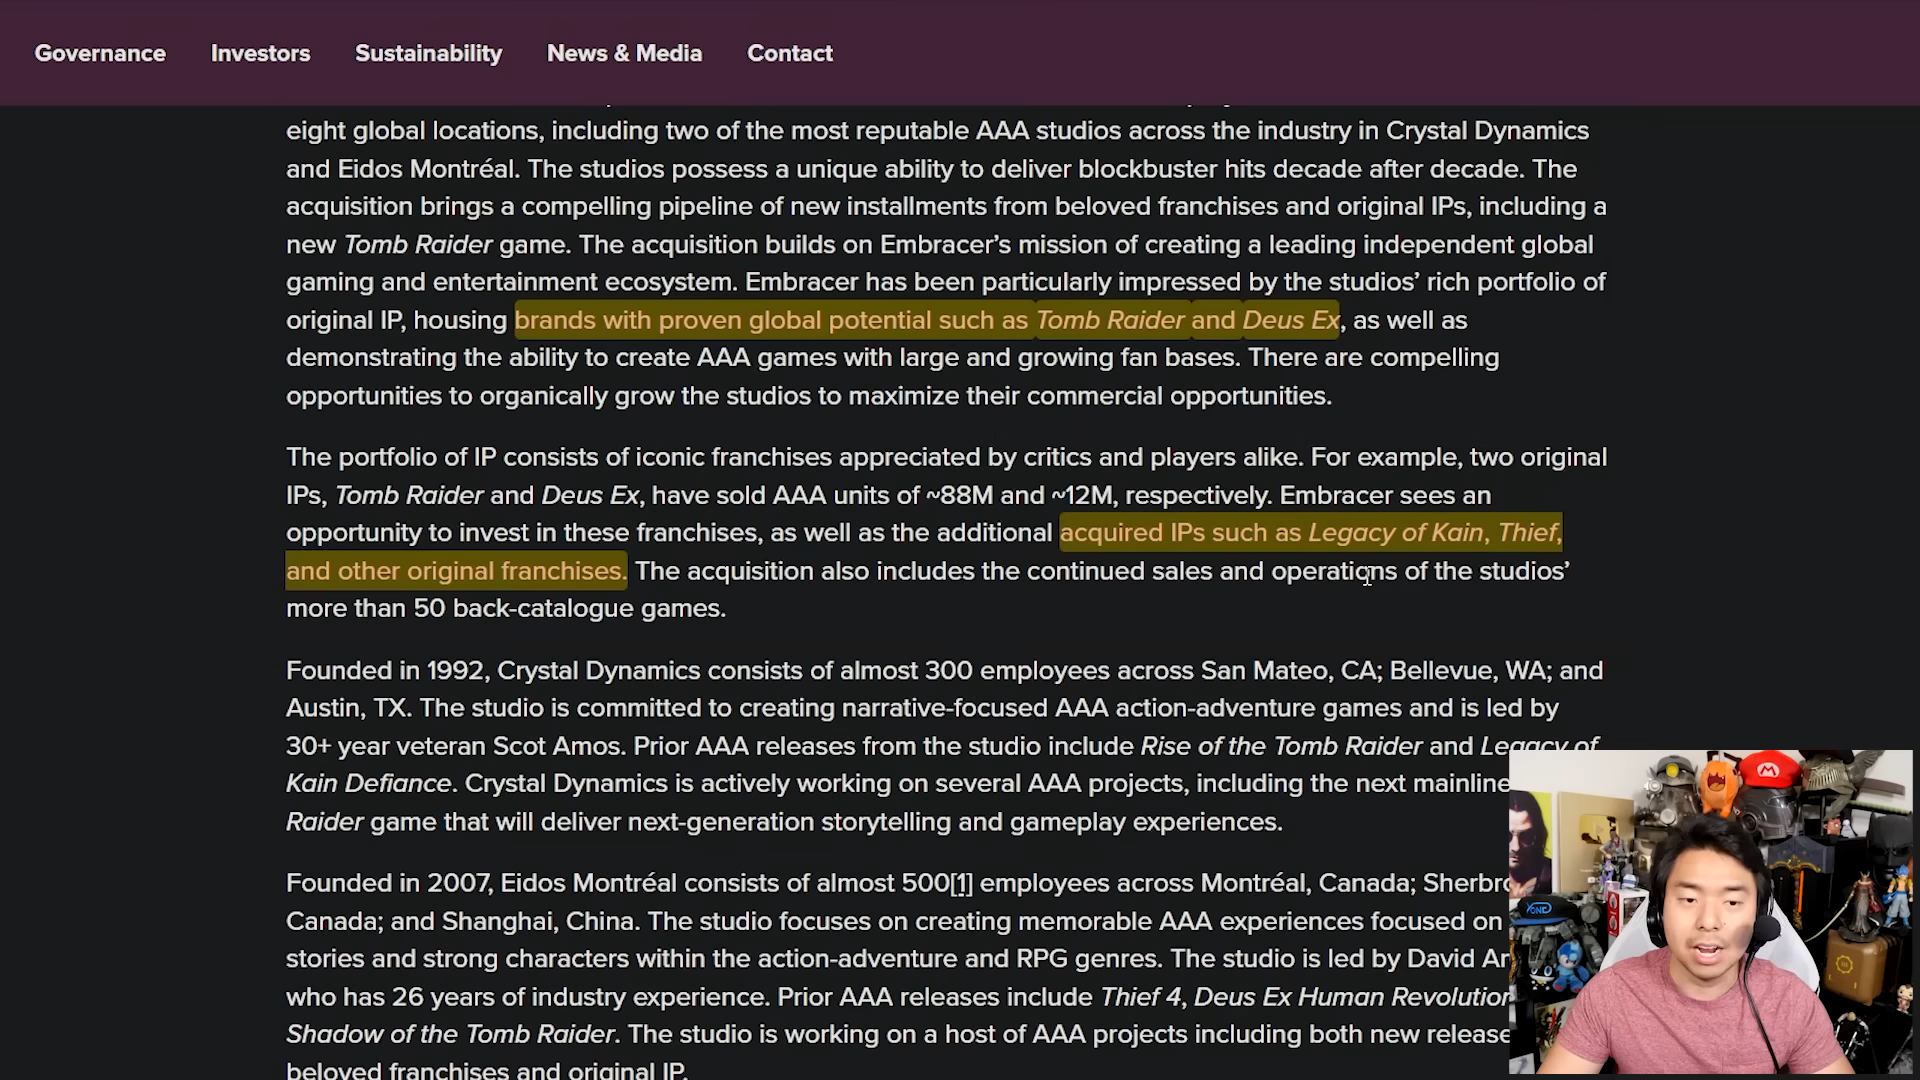 Governance Investors Sustainability News & Media Contact
eight global locations, including two of the most reputable AAA studios across the industry in Crystal Dynamics
and Eidos Montréal. The studios possess a unique ability to deliver blockbuster hits decade after decade. The
acquisition brings a compelling pipeline of new installments from beloved franchises and original IPs, including a
new Tomb Raider game. The acquisition builds on Embracer’s mission of creating a leading independent global
gaming and entertainment ecosystem. Embracer has been particularly impressed by the studios’ rich portfolio of
original IP, housing brands with proven global potential such as Tomb Raider and Deus Ex, as well as
demonstrating the ability to create AAA games with large and growing fan bases. There are compelling
opportunities to organically grow the studios to maximize their commercial opportunities.
The portfolio of IP consists of iconic franchises appreciated by critics and players alike. For example, two original
IPs, Tomb Raider and Deus Ex, have sold AAA units of ~88M and ~12M, respectively. Embracer sees an
opportunity to invest in these franchises, as well as the additional acquired IPs such as Legacy of Kain, Thief,
and other original franchises. The acquisition also includes the continued sales and operations of the studios’
more than 50 back-catalogue games.
Founded in 1992, Crystal Dynamics consists of almost 300 employees across San Mateo, CA; Bellevue, WA; and
Austin, TX. The studio is committed to creating narrative-focused AAA action-adventure games and is led by
30+ year veteran Scot Amos. Prior AAA releases from the studio include Rise of the Tomb Raider and Legacy of
Kain Defiance. Crystal Dynamics is actively working on several AAA projects, including the next mainline
Raider game that will deliver next-generation storytelling and gameplay experiences.
Founded in 2007, Eidos Montréal consists of almost 500[1] employees across Montréal, Canada;
Canada; and Shanghai, China. The studio focuses on creating memorable AAA experiences focused on
stories and strong characters within the action-adventure and RPG genres. The studio is led by David
who has 26 years of industry experience. Prior AAA releases include Thief 4, Deus Ex Human Revolution
Shadow of the Tomb Raider. The studio is working on a host of AAA projects including both new release
beloved franchises and original IP.